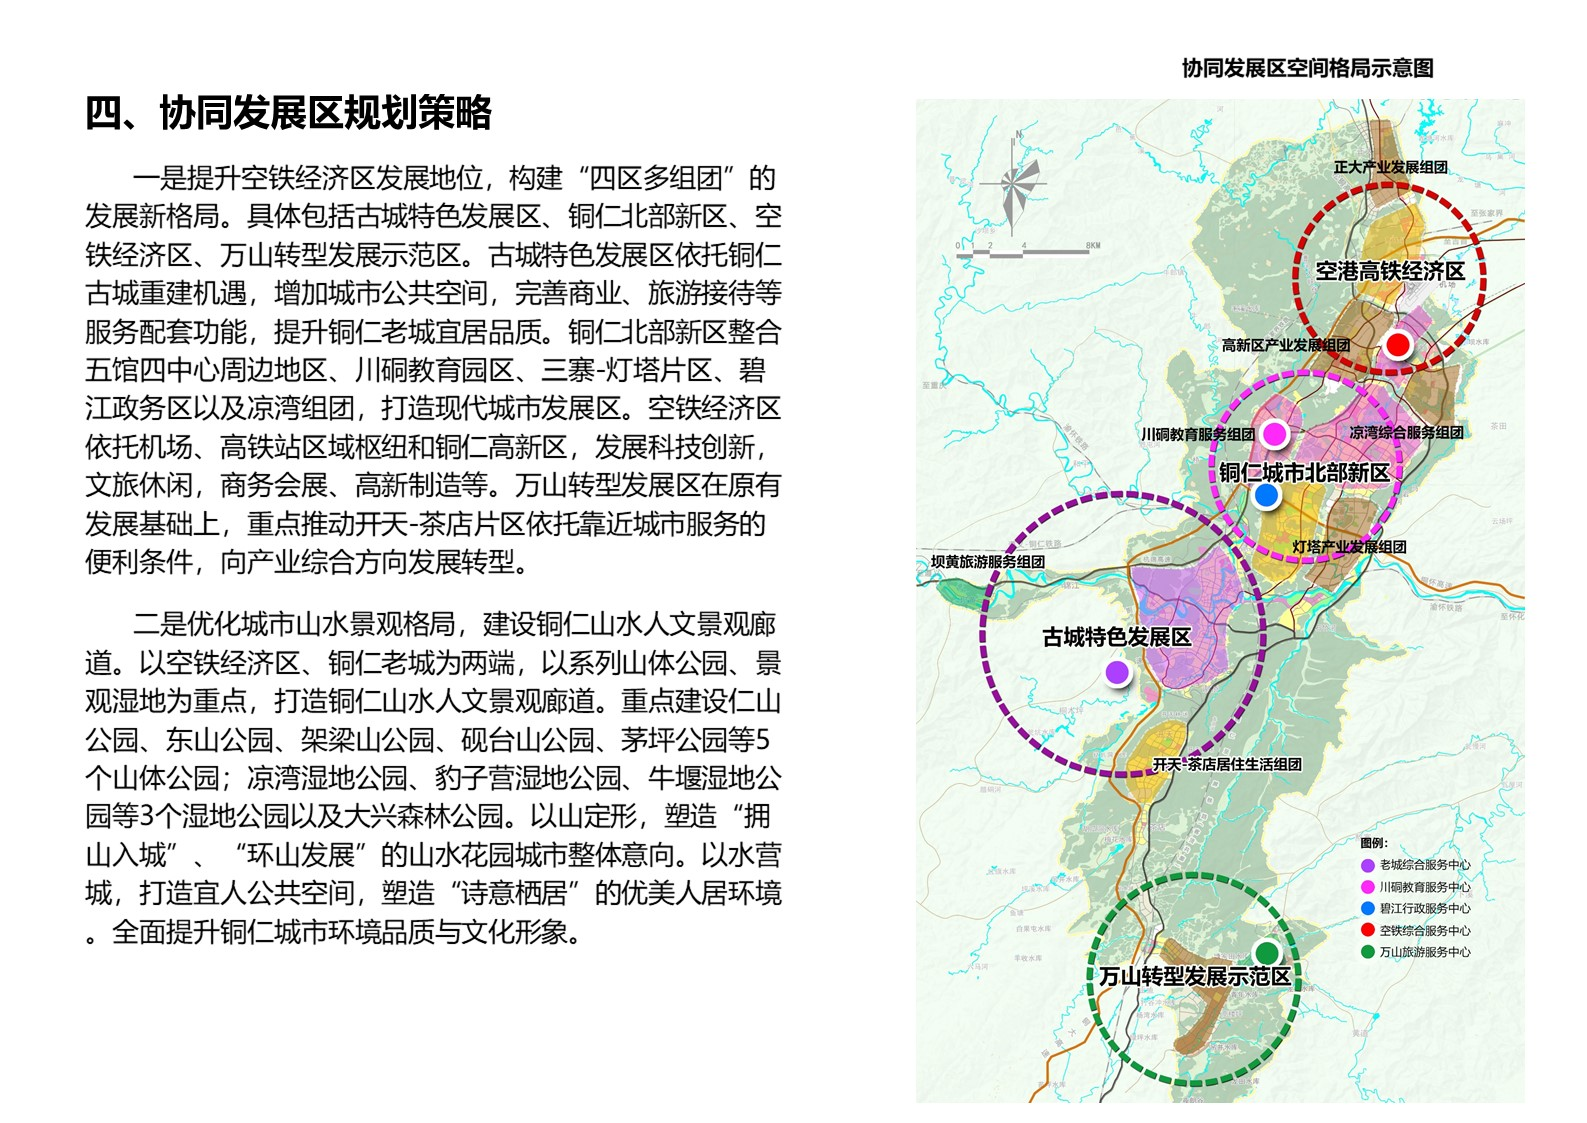 四、协同发展区规划策略
一是提升空铁经济区发展地位，构建“四区多组团”的
发展新格局。具体包括古城特色发展区、铜仁北部新区、空
铁经济区、万山转型发展示范区。古城特色发展区依托铜仁
古城重建机遇，增加城市公共空间，完善商业、旅游接待等
服务配套功能，提升铜仁老城宜居品质。铜仁北部新区整合
五馆四中心周边地区、川硐教育园区、三寨-灯塔片区、碧
江政务区以及凉湾组团，打造现代城市发展区。空铁经济区
依托机场、高铁站区域枢纽和铜仁高新区，发展科技创新，
文旅休闲，商务会展、高新制造等。万山转型发展区在原有
发展基础上，重点推动开天-茶店片区依托靠近城市服务的
便利条件，向产业综合方向发展转型。
二是优化城市山水景观格局，建设铜仁山水人文景观廊
道。以空铁经济区、铜仁老城为两端，以系列山体公园、景
观湿地为重点，打造铜仁山水人文景观廊道。重点建设仁山
公园、东山公园、架梁山公园、砚台山公园、茅坪公园等5
个山体公园；凉湾湿地公园、豹子营湿地公园、牛堰湿地公
园等3个湿地公园以及大兴森林公园。以山定形，塑造“拥
山入城”、“环山发展”的山水花园城市整体意向。以水营
城，打造宜人公共空间，塑造“诗意栖居”的优美人居环境
。全面提升铜仁城市环境品质与文化形象。
协同发展区空间格局示意图
N
0 1 2 4 8KM
正大产业发展组团
至张家界
空港高铁经济区
机场
高新区产业发展组团
至重庆
渝怀铁路
川硐教育服务组团
凉湾综合服务组团
茶田
铜仁城市北部新区
灯塔产业发展组团
坝黄旅游服务组团
锦江
渝怀铁路
至怀化
古城特色发展区
开天-茶店居住生活组团
万山转型发展示范区
黄道
图例：
老城综合服务中心
川硐教育服务中心
碧江行政服务中心
空铁综合服务中心
万山旅游服务中心